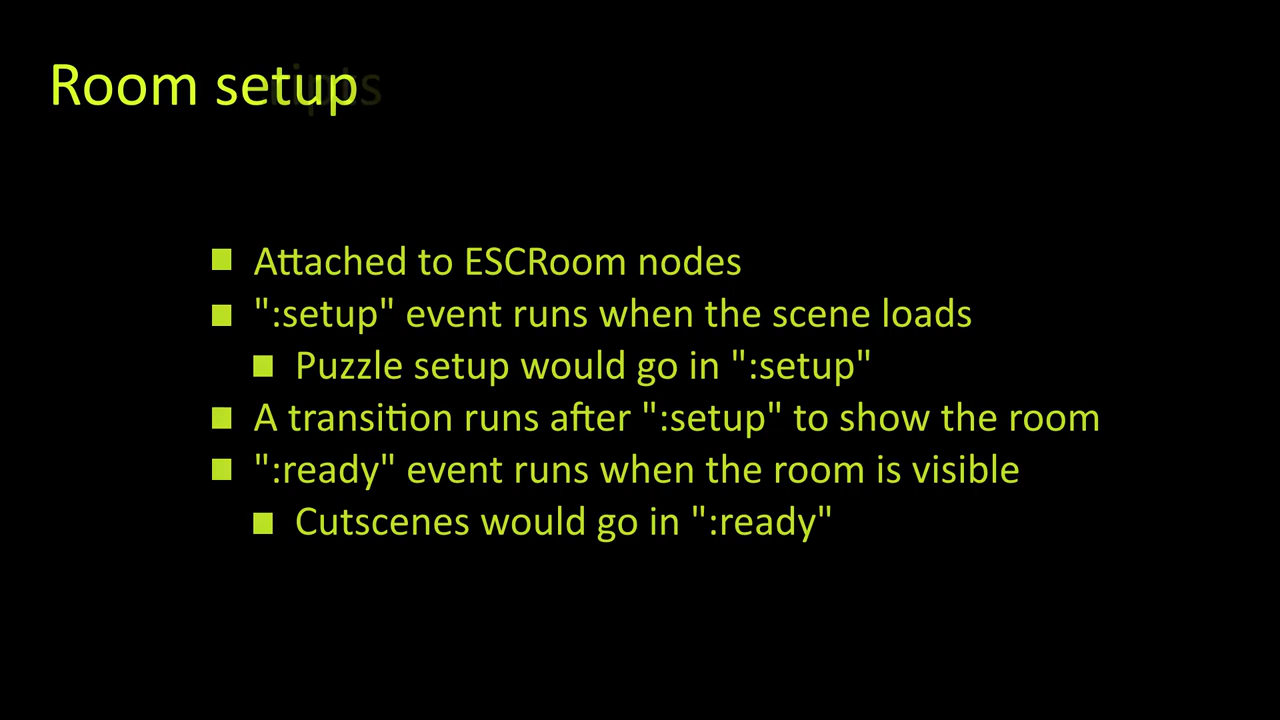 Room setup
Attached to ESCRoom nodes
":setup" event runs when the scene loads
Puzzle setup would go in ":setup"
A transition runs after ":setup" to show the room
":ready" event runs when the room is visible
Cutscenes would go in ":ready"